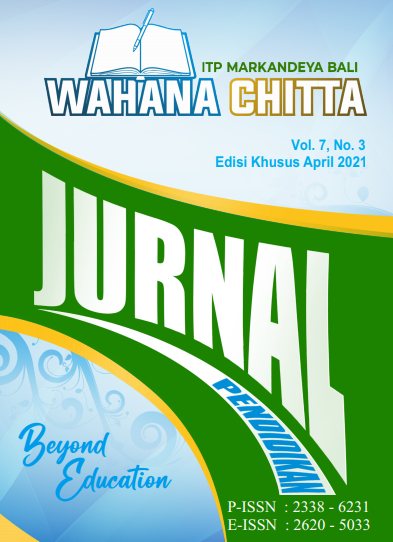 ITP MARKANDEYA BALI
WAHANA CHITTA
Vol. 7, No. 3
Edisi Khusus April 2021
JURNAL
PENDIDIKAN
Beyond
Education
P-ISSN : 2338 - 6231
E-ISSN : 2620 - 5033